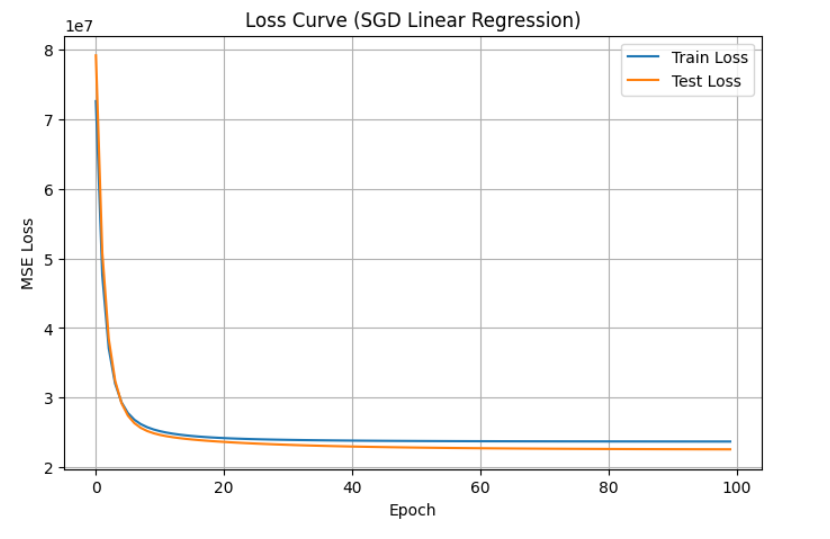 Loss Curve (SGD Linear Regression)
1e7
8
7
6
5
4
3
2
MSE Loss
Train Loss
Test Loss
0 20 40 60 80 100
Epoch